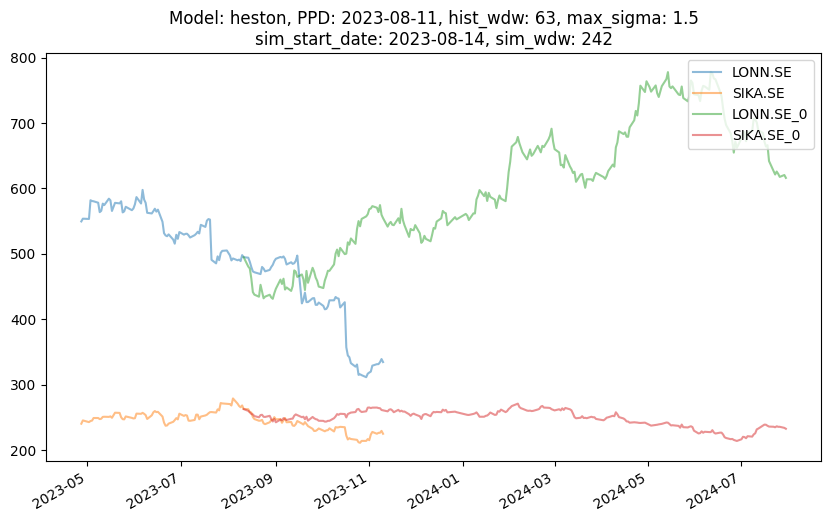 Model: heston, PPD: 2023-08-11, hist_wdw: 63, max_sigma: 1.5
sim_start_date: 2023-08-14, sim_wdw: 242
800
700
600
500
400
300
200
LONN.SE
SIKA.SE
LONN.SE_0
SIKA.SE_0
2023-05
2023-07
2023-09
2023-11
2024-01
2024-03
2024-05
2024-07